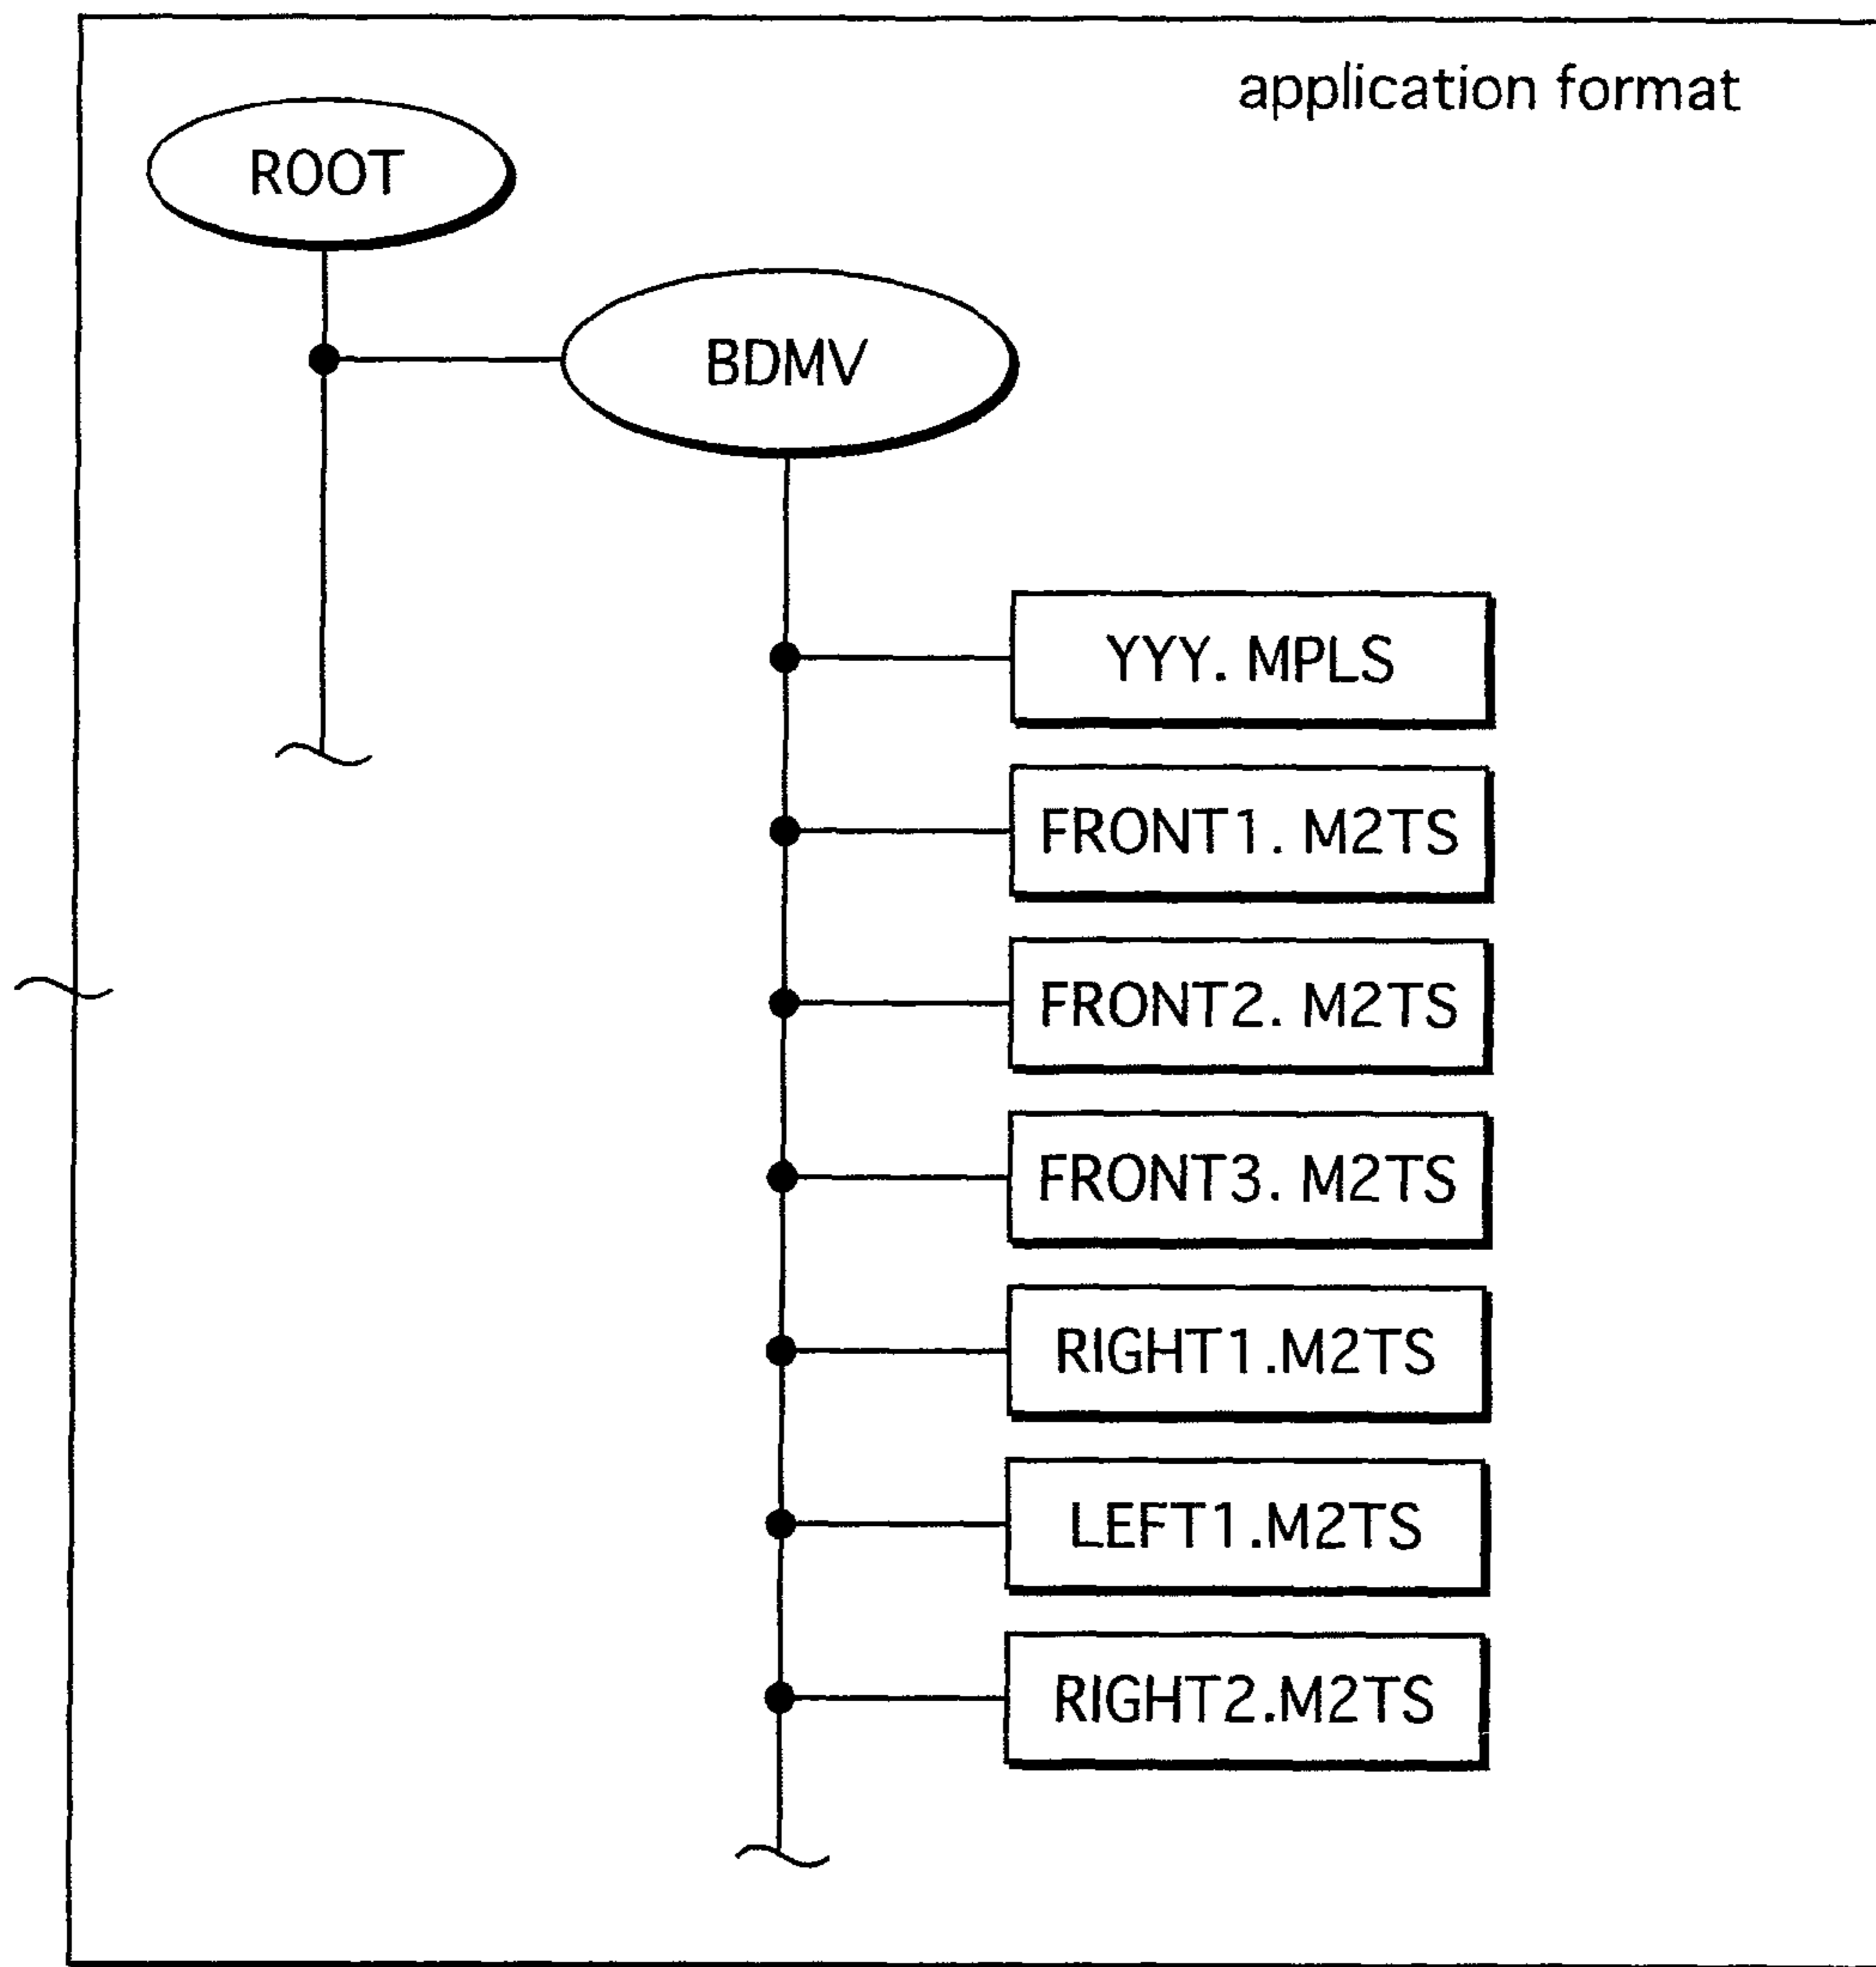 application format
ROOT
BDMV
YYY. MPLS
FRONT1. M2TS
FRONT2. M2TS
FRONT3. M2TS
RIGHT1.M2TS
LEFT1.M2TS
RIGHT2.M2TS